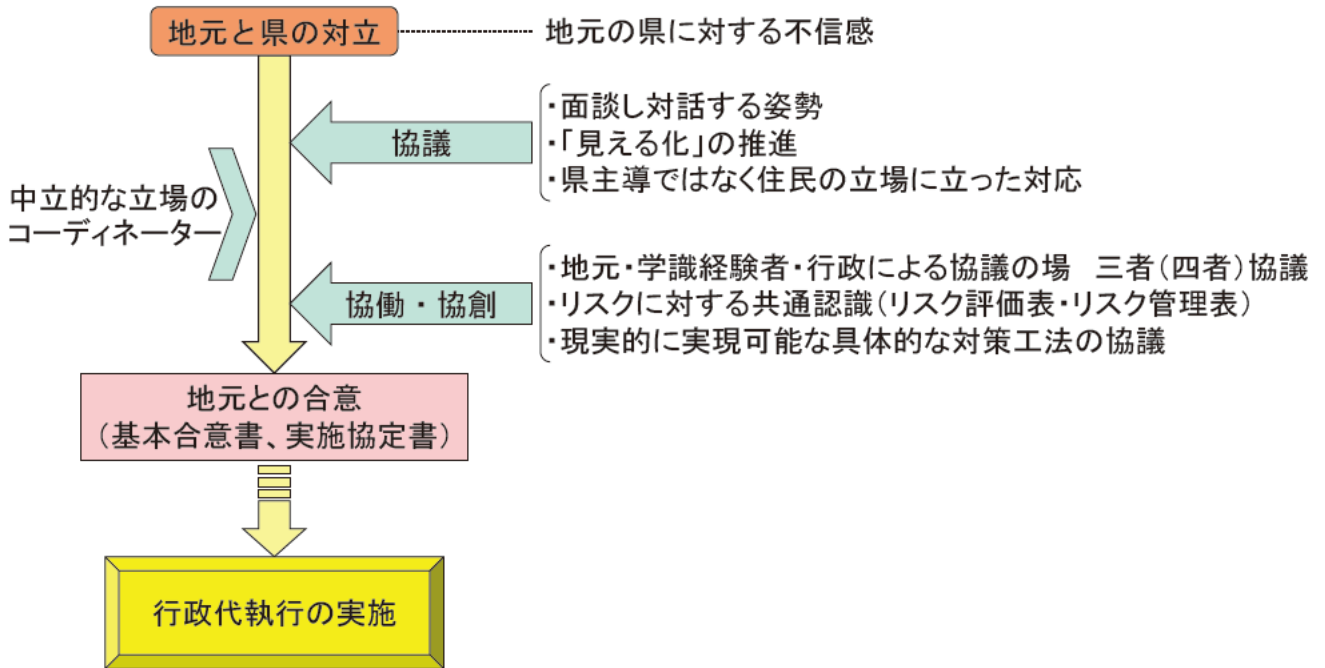 地元と県の対立
地元の県に対する不信感
協議
・面談し対話する姿勢
・「見える化」の推進
・県主導ではなく住民の立場に立った対応
中立的な立場の
コーディネーター
協働・協創
・地元・学識経験者・行政による協議の場　三者(四者)協議
・リスクに対する共通認識(リスク評価表・リスク管理表)
・現実的に実現可能な具体的な対策工法の協議
地元との合意
(基本合意書、実施協定書)
行政代執行の実施